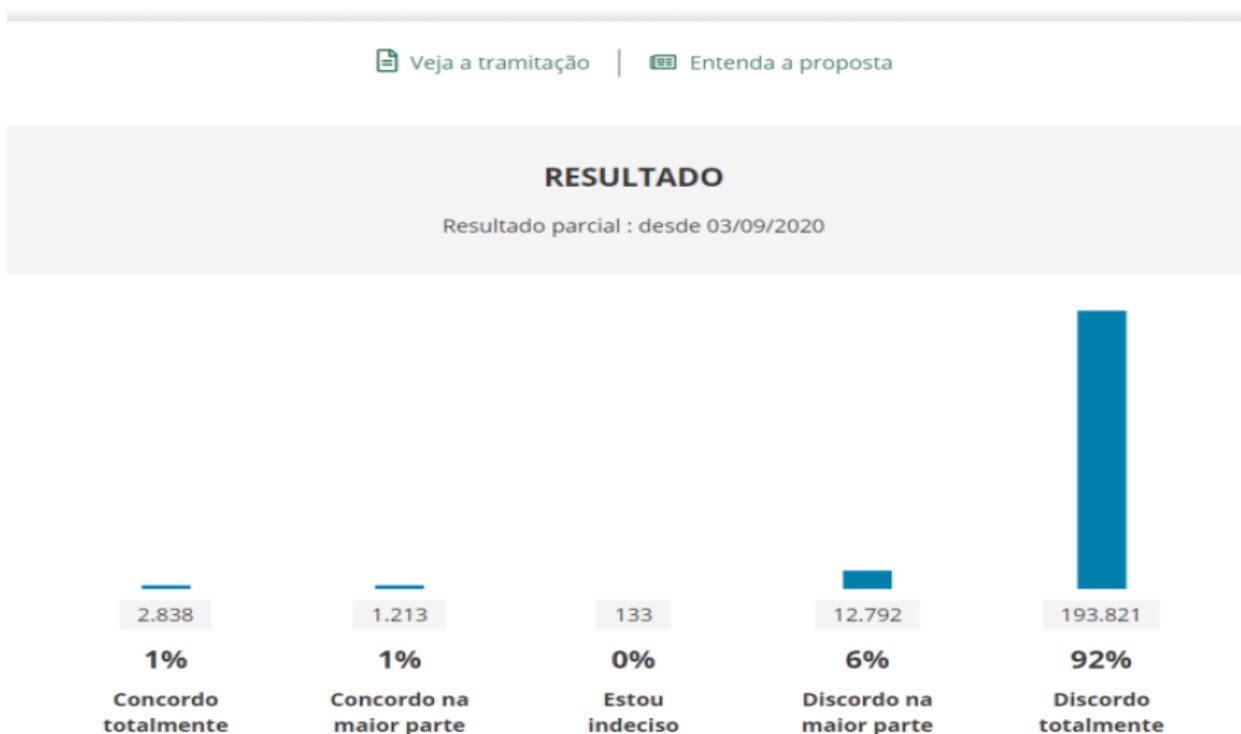 Veja a tramitação | Entenda a proposta
RESULTADO
Resultado parcial : desde 03/09/2020
2.838 1.213 133 12.792 193.821
1% 1% 0% 6% 92%
Concordo Concordo na Estou Discordo na Discordo
totalmente maior parte indeciso maior parte totalmente